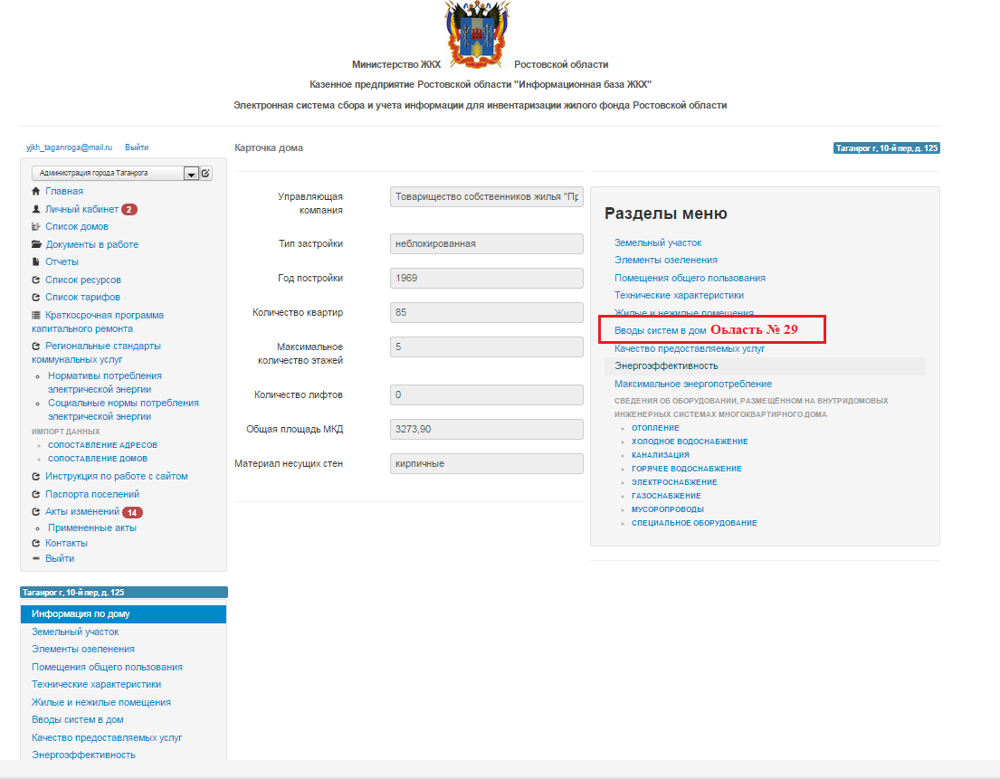 Министерство ЖКХ Ростовской области
Казенное предприятие Ростовской области "Информационная база ЖКХ"
Электронная система сбора и учета информации для инвентаризации жилого фонда Ростовской области
yjkh_taganroga@mail.ru Выйти
Администрация города Таганрога
Главная
Личный кабинет 2
Список домов
Документы в работе
Отчеты
Список ресурсов
Список тарифов
Краткосрочная программа
капитального ремонта
Региональные стандарты
коммунальных услуг
Нормативы потребления
электрической энергии
Социальные нормы потребления
электрической энергии
ИМПОРТ ДАННЫХ
СОПОСТАВЛЕНИЕ АДРЕСОВ
СОПОСТАВЛЕНИЕ ДОМОВ
Инструкция по работе с сайтом
Паспорта поселений
Акты изменений 14
Примененные акты
Контакты
Выйти
Таганрог г, 10-й пер, д. 125
Информация по дому
Земельный участок
Элементы озеленения
Помещения общего пользования
Технические характеристики
Жилые и нежилые помещения
Вводы систем в дом
Качество предоставляемых услуг
Энергоэффективность
Карточка дома
Управляющая
компания
Товарищество собственников жилья "Пр
Тип застройки неблокированная
Год постройки 1969
Количество квартир 85
Максимальное
количество этажей
5
Количество лифтов 0
Общая площадь МКД 3273,90
Материал несущих стен кирпичные
Таганрог г, 10-й пер, д. 125
Разделы меню
Земельный участок
Элементы озеленения
Помещения общего пользования
Технические характеристики
Жилые и нежилые помещения
Вводы систем в дом Оьласть № 29
Качество предоставляемых услуг
Энергоэффективность
Максимальное энергопотребление
СВЕДЕНИЯ ОБ ОБОРУДОВАНИИ, РАЗМЕЩЁННОМ НА ВНУТРИДОМОВЫХ
ИНЖЕНЕРНЫХ СИСТЕМАХ МНОГОКВАРТИРНОГО ДОМА
ОТОПЛЕНИЕ
ХОЛОДНОЕ ВОДОСНАБЖЕНИЕ
КАНАЛИЗАЦИЯ
ГОРЯЧЕЕ ВОДОСНАБЖЕНИЕ
ЭЛЕКТРОСНАБЖЕНИЕ
ГАЗОСНАБЖЕНИЕ
МУСОРОПРОВОДЫ
СПЕЦИАЛЬНОЕ ОБОРУДОВАНИЕ